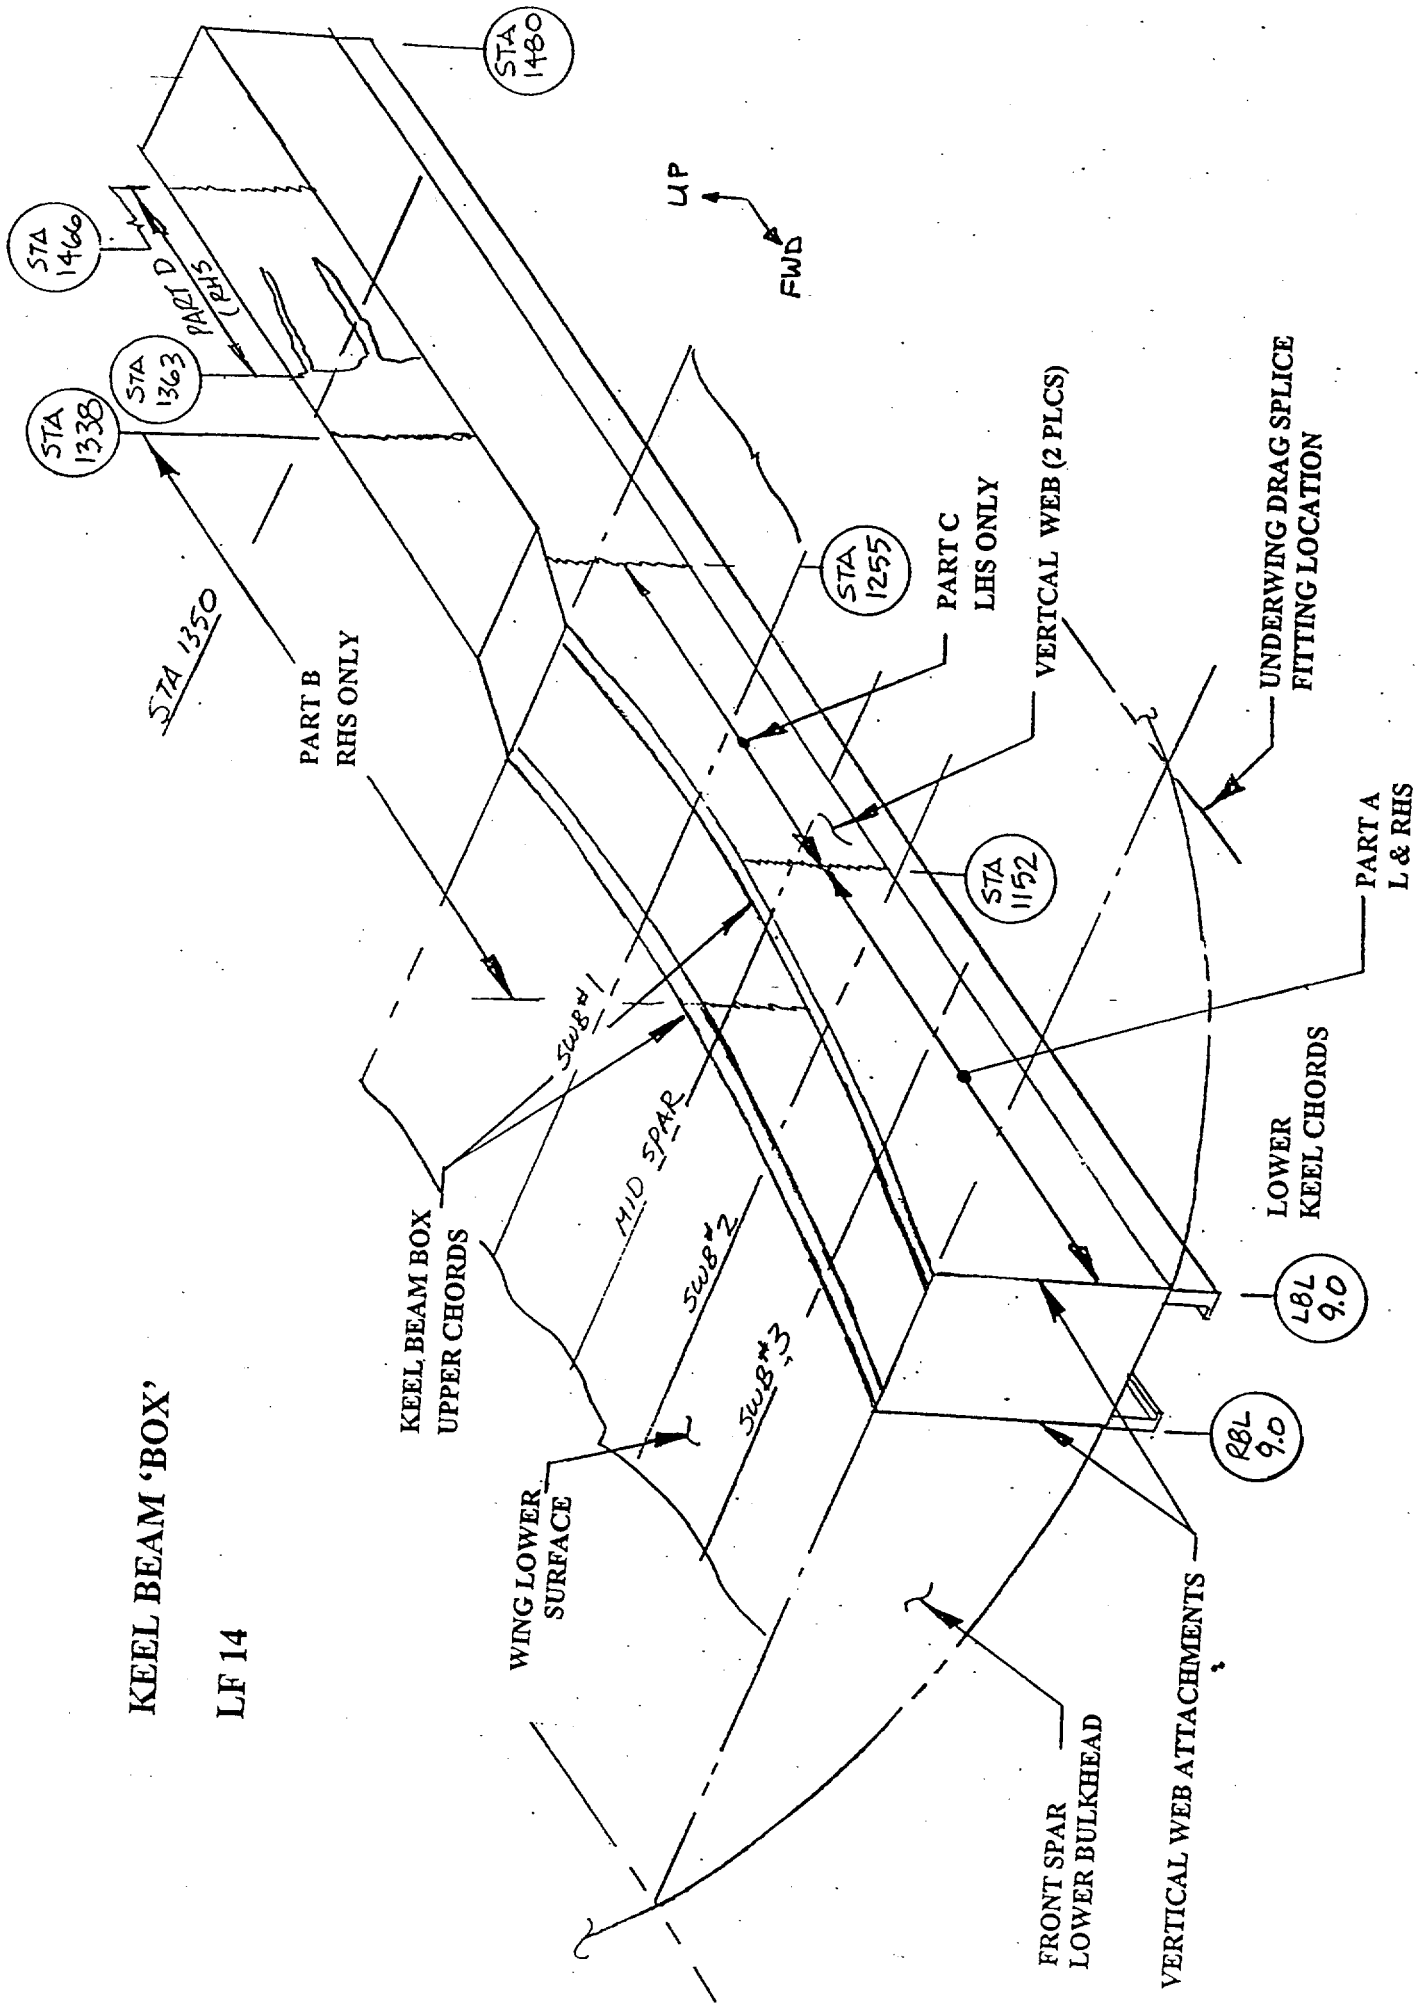 KEEL BEAM 'BOX'
LF 14
STA
1480
STA
1466
PART D
(RHS
STA
1363
STA
1338
STA 1350
PART B
RHS ONLY
UP
FWD
STA
1255
PART C
LHS ONLY
VERTCAL WEB (2 PLCS)
UNDERWING DRAG SPLICE
FITTING LOCATION
STA
1152
PART A
L & RHS
KEEL BEAM BOX
UPPER CHORDS
SWB#1
MID SPAR
SWB#2
SWB#3
WING LOWER
SURFACE
LOWER
KEEL CHORDS
LBL
9.0
RBL
9.0
FRONT SPAR
LOWER BULKHEAD
VERTICAL WEB ATTACHMENTS